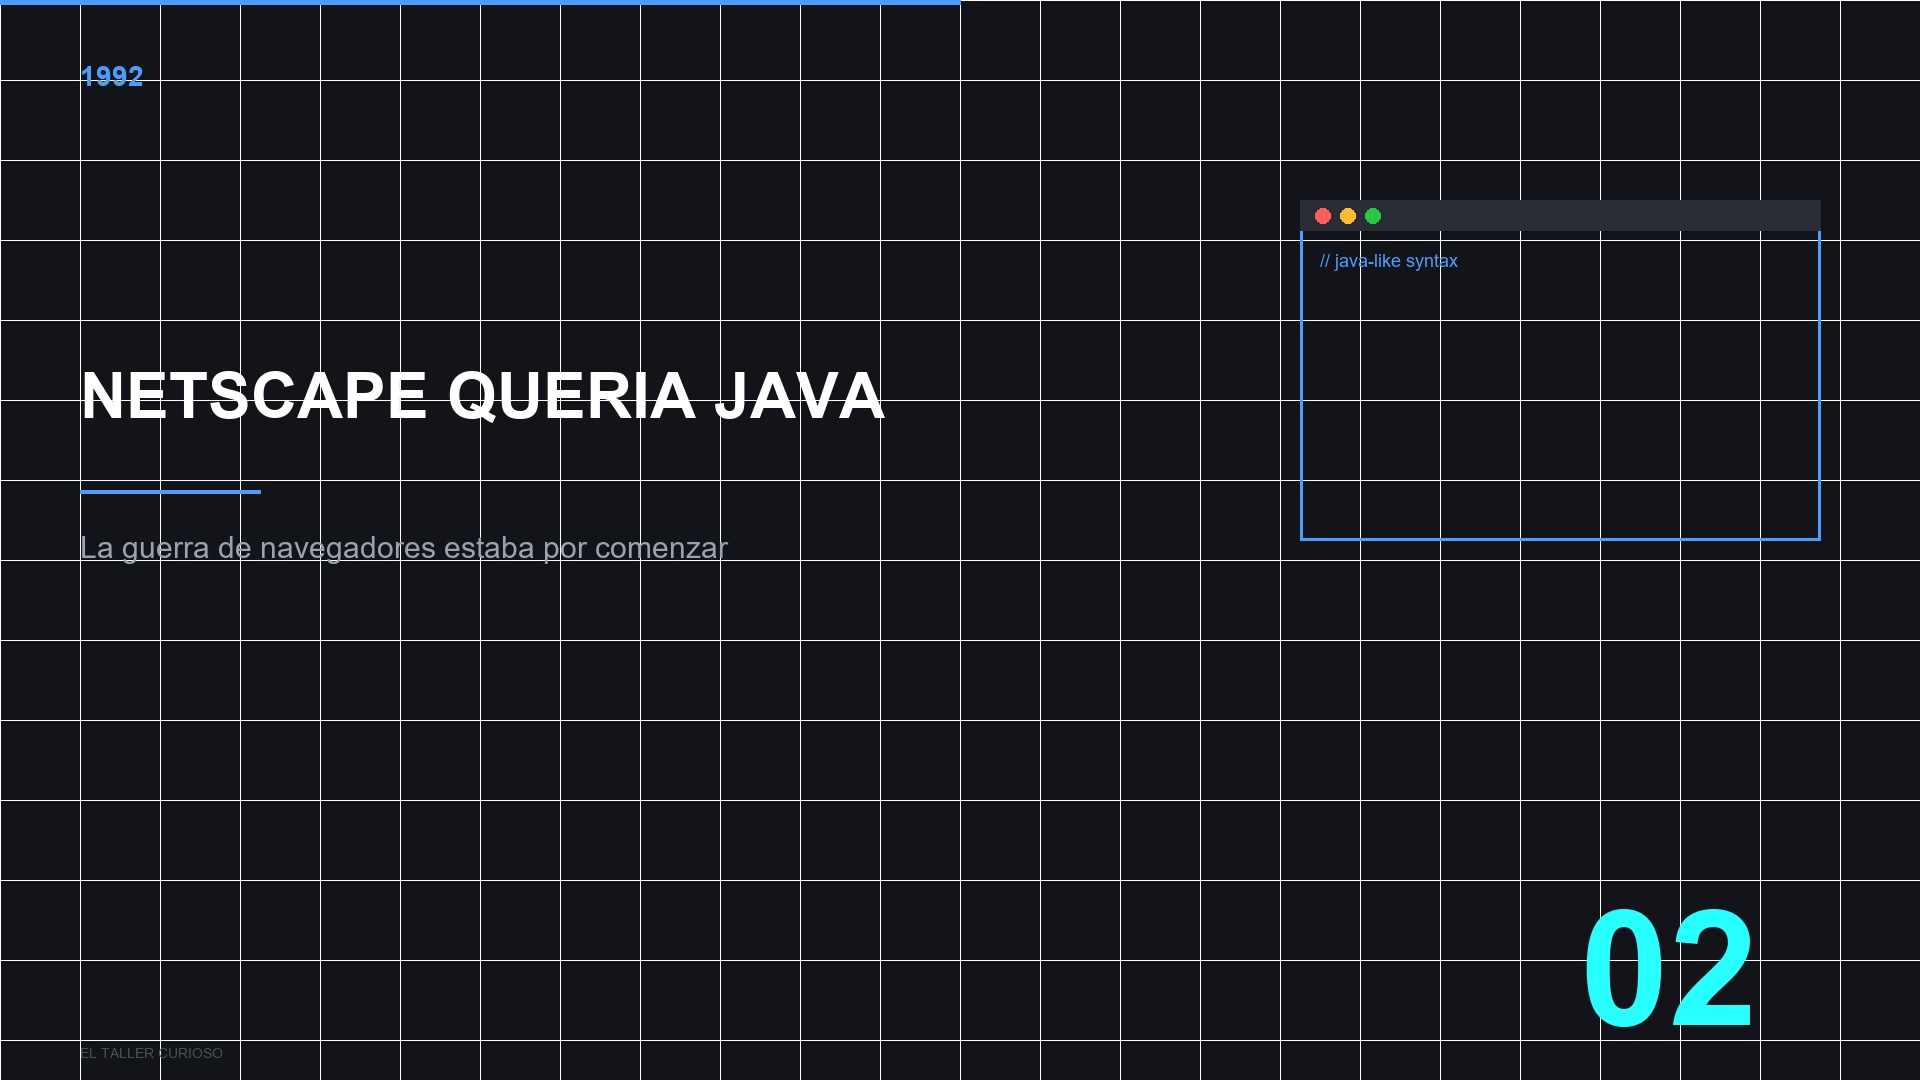 1992
// java-like syntax
NETSCAPE QUERIA JAVA
La guerra de navegadores estaba por comenzar
02
EL TALLER CURIOSO